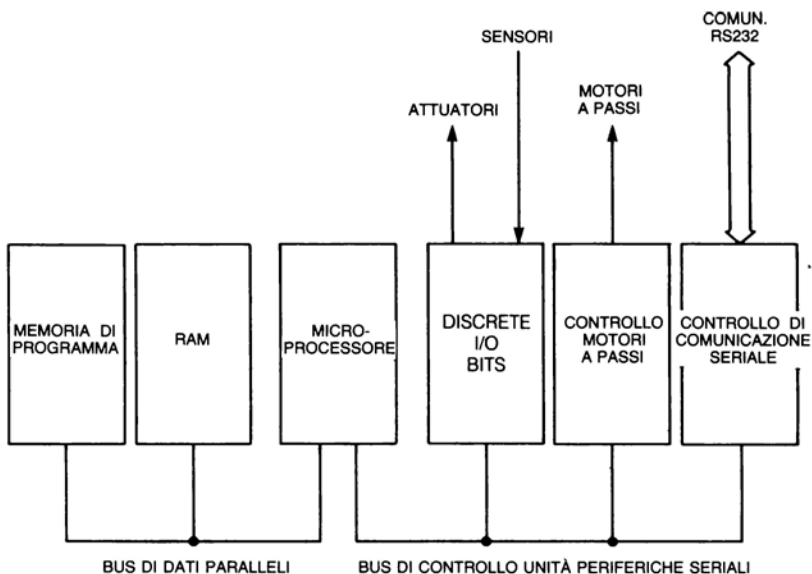 COMUN.
RS232
SENSORI
MOTORI
A PASSI
ATTUATORI
MEMORIA DI
PROGRAMMA
RAM
MICRO-
PROCESSORE
DISCRETE
I/O
BITS
CONTROLLO
MOTORI
A PASSI
CONTROLLO DI
COMUNICAZIONE
SERIALE
BUS DI DATI PARALLELI
BUS DI CONTROLLO UNITÀ PERIFERICHE SERIALI